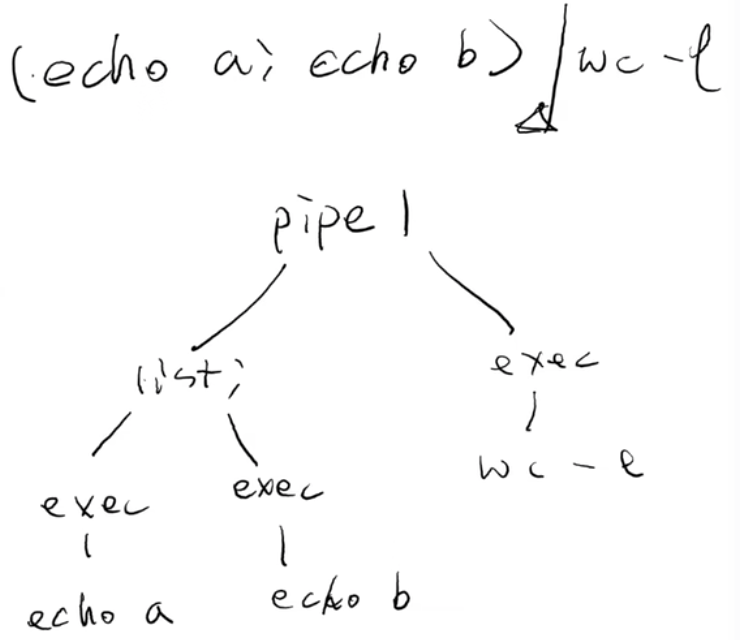 (echo a; echo b) | wc -l
pipe |
list ;
exec
exec
exec
wc - l
echo a
echo b